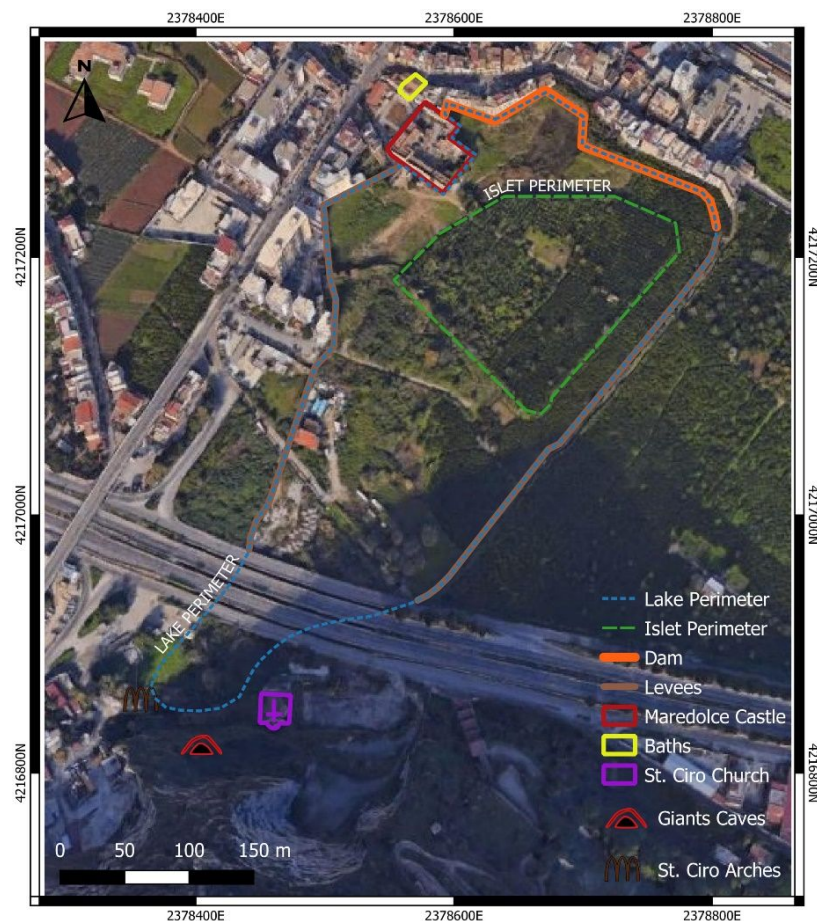 2378400E 2378600E 2378800E
N
ISLET PERIMETER
4217200N 4217200N
4217000N 4217000N
LAKE PERIMETER
Lake Perimeter
Islet Perimeter
Dam
Levees
Maredolce Castle
Baths
St. Ciro Church
4216800N 4216800N
Giants Caves
St. Ciro Arches
0 50 100 150 m
2378400E 2378600E 2378800E